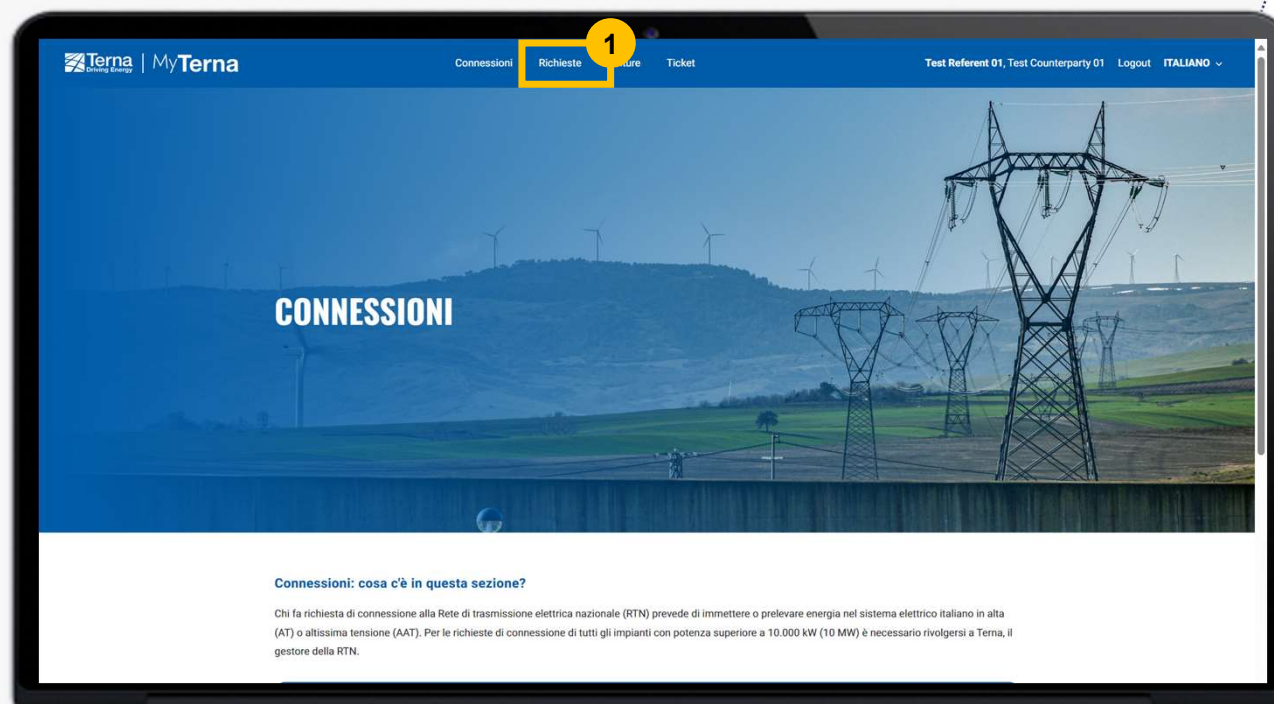 Terna
Driving Energy
MyTerna
Connessioni Richieste Ticket
1
Test Referent 01, Test Counterparty 01 Logout ITALIANO
CONNESSIONI
Connessioni: cosa c'è in questa sezione?
Chi fa richiesta di connessione alla Rete di trasmissione elettrica nazionale (RTN) prevede di immettere o prelevare energia nel sistema elettrico italiano in alta
(AT) o altissima tensione (AAT). Per le richieste di connessione di tutti gli impianti con potenza superiore a 10.000 kW (10 MW) è necessario rivolgersi a Terna, il
gestore della RTN.